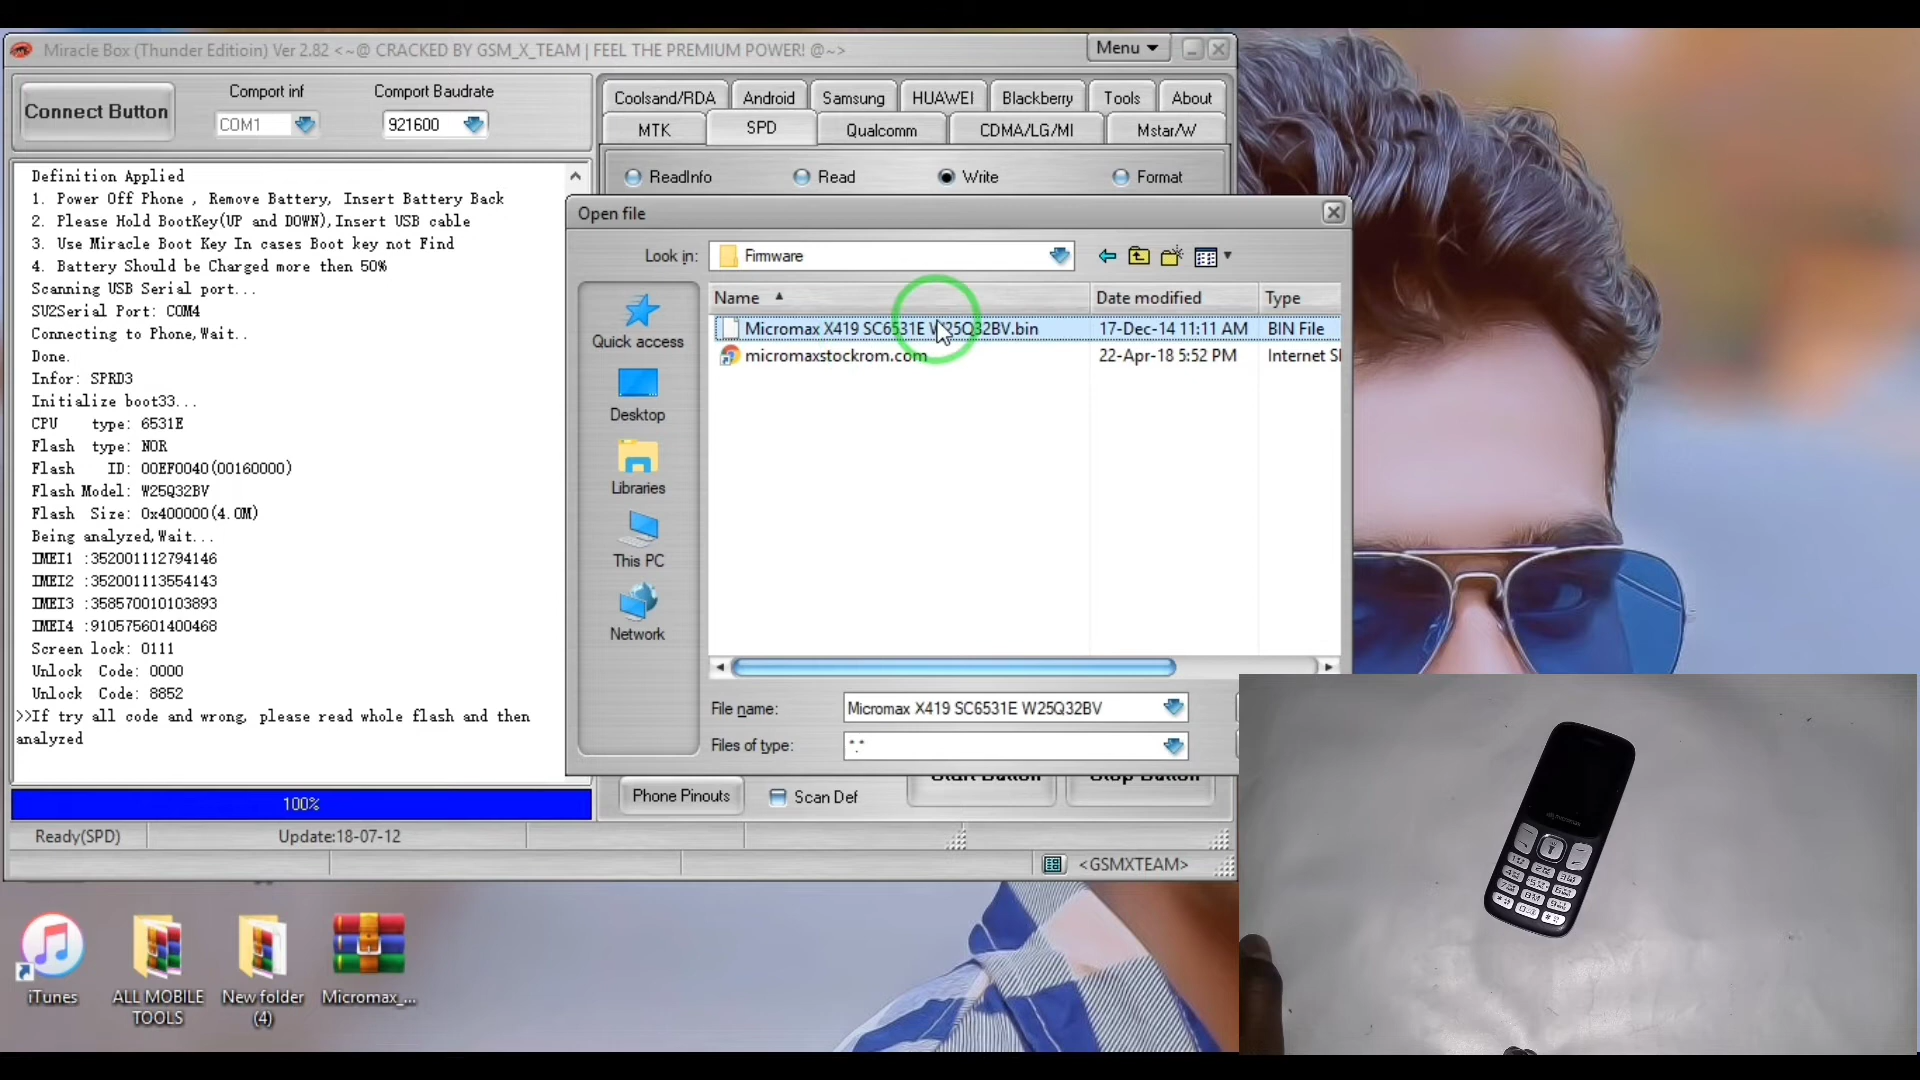 Miracle Box (Thunder Editioin) Ver 2.82 <~@ CRACKED BY GSM_X_TEAM | FEEL THE PREMIUM POWER! @~>
Menu
Connect Button
Comport inf
COM1
Comport Baudrate
921600
Coolsand/RDA
Android
Samsung
HUAWEI
Blackberry
Tools
About
MTK
SPD
Qualcomm
CDMA/LG/MI
Mstar/W
ReadInfo
Read
Write
Format
Definition Applied
1. Power Off Phone , Remove Battery, Insert Battery Back
2. Please Hold BootKey(UP and DOWN),Insert USB cable
3. Use Miracle Boot Key In cases Boot key not Find
4. Battery Should be Charged more then 50%
Scanning USB Serial port...
SU2Serial Port: COM4
Connecting to Phone,Wait..
Done.
Infor: SPRD3
Initialize boot33...
CPU type: 6531E
Flash type: NOR
Flash ID: 00EF0040(00160000)
Flash Model: W25Q32BV
Flash Size: 0x400000(4.0M)
Being analyzed,Wait...
IMEI1 :352001112794146
IMEI2 :352001113554143
IMEI3 :358570010103893
IMEI4 :910575601400468
Screen lock: 0111
Unlock Code: 0000
Unlock Code: 8852
>>If try all code and wrong, please read whole flash and then
analyzed
100%
Ready(SPD)
Update:18-07-12
<GSMXTEAM>
Open file
Look in:
Firmware
Name
Date modified
Type
Micromax X419 SC6531E W25Q32BV.bin
17-Dec-14 11:11 AM
BIN File
micromaxstockrom.com
22-Apr-18 5:52 PM
Internet S
Quick access
Desktop
Libraries
This PC
Network
File name:
Micromax X419 SC6531E W25Q32BV
Files of type:
*.*
Start Button
Stop Button
Phone Pinouts
Scan Def
iTunes
ALL MOBILE
TOOLS
New folder
(4)
Micromax_...